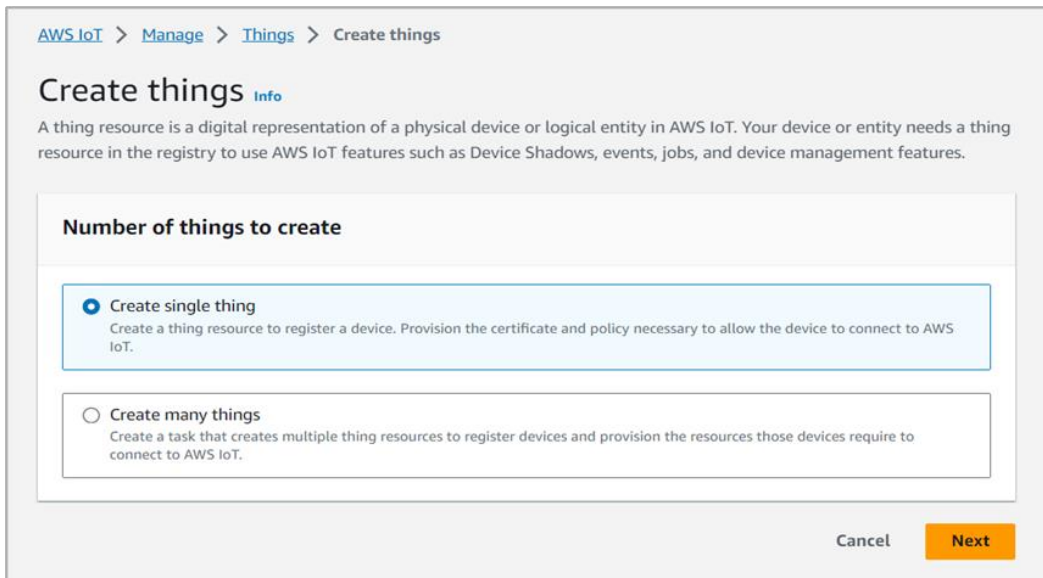 AWS IoT > Manage > Things > Create things
Create things Info
A thing resource is a digital representation of a physical device or logical entity in AWS IoT. Your device or entity needs a thing
resource in the registry to use AWS IoT features such as Device Shadows, events, jobs, and device management features.
Number of things to create
Create single thing
Create a thing resource to register a device. Provision the certificate and policy necessary to allow the device to connect to AWS
IoT.
Create many things
Create a task that creates multiple thing resources to register devices and provision the resources those devices require to
connect to AWS IoT.
Cancel Next